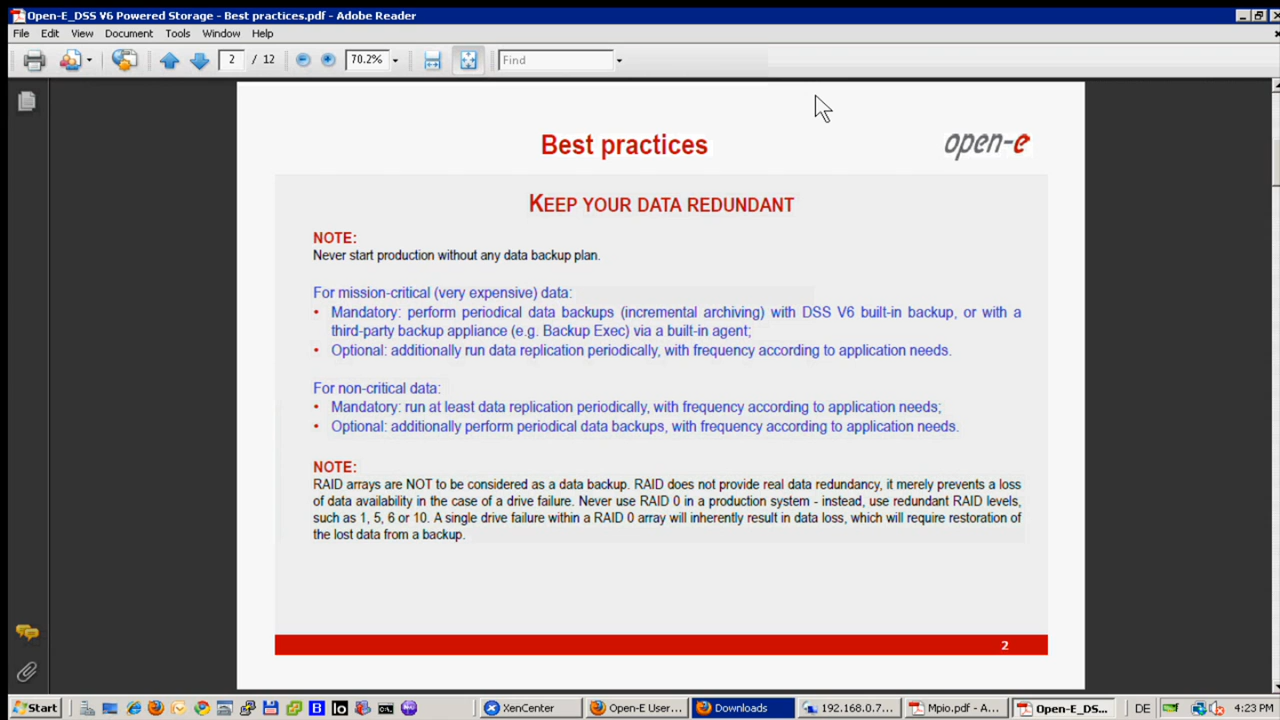 Open-E_DSS V6 Powered Storage - Best practices.pdf - Adobe Reader
File Edit View Document Tools Window Help
2 / 12 70.2% Find
Best practices
open-e
KEEP YOUR DATA REDUNDANT
NOTE:
Never start production without any data backup plan.
For mission-critical (very expensive) data:
• Mandatory: perform periodical data backups (incremental archiving) with DSS V6 built-in backup, or with a
third-party backup appliance (e.g. Backup Exec) via a built-in agent;
• Optional: additionally run data replication periodically, with frequency according to application needs.
For non-critical data:
• Mandatory: run at least data replication periodically, with frequency according to application needs;
• Optional: additionally perform periodical data backups, with frequency according to application needs.
NOTE:
RAID arrays are NOT to be considered as a data backup. RAID does not provide real data redundancy, it merely prevents a loss
of data availability in the case of a drive failure. Never use RAID 0 in a production system - instead, use redundant RAID levels,
such as 1, 5, 6 or 10. A single drive failure within a RAID 0 array will inherently result in data loss, which will require restoration of
the lost data from a backup.
2
Start XenCenter Open-E User... Downloads 192.168.0.7... Mpio.pdf - A... Open-E_DS... DE 4:23 PM